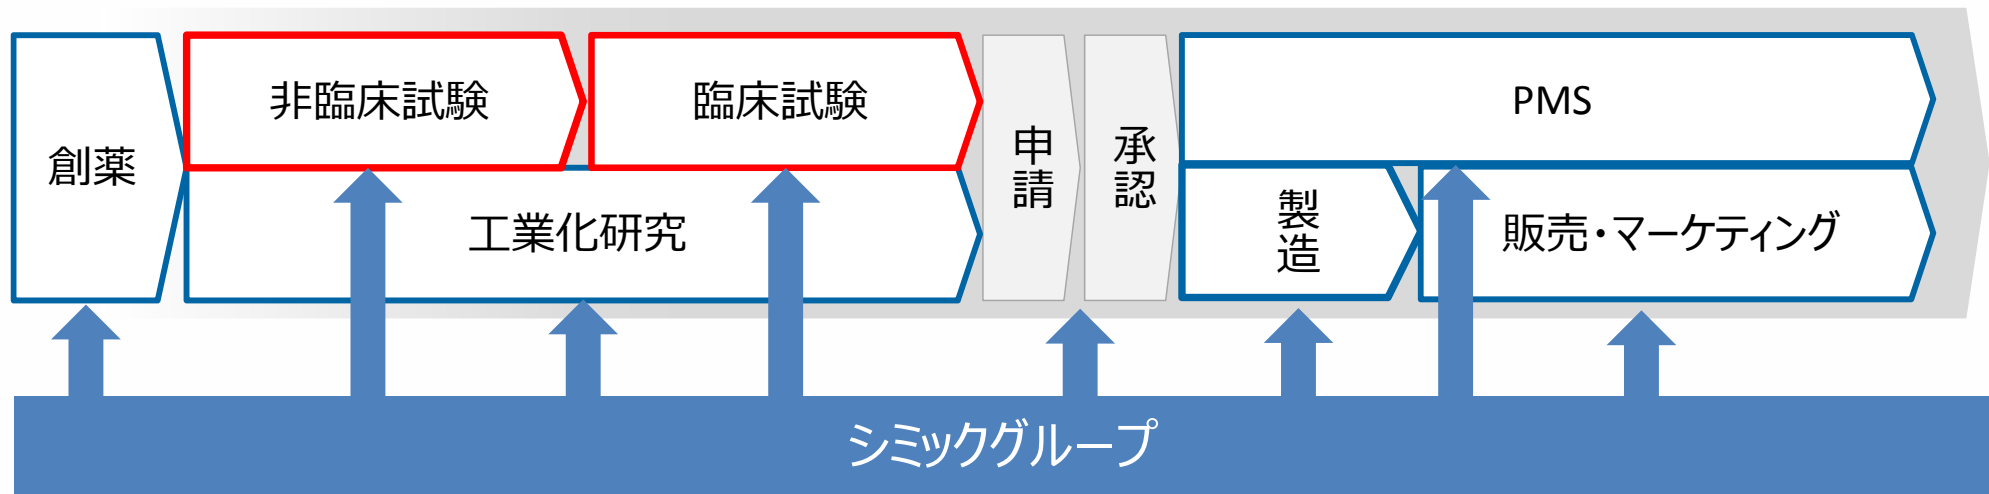 創薬
非臨床試験
臨床試験
工業化研究
申請
承認
PMS
製造
販売・マーケティング
シミックグループ